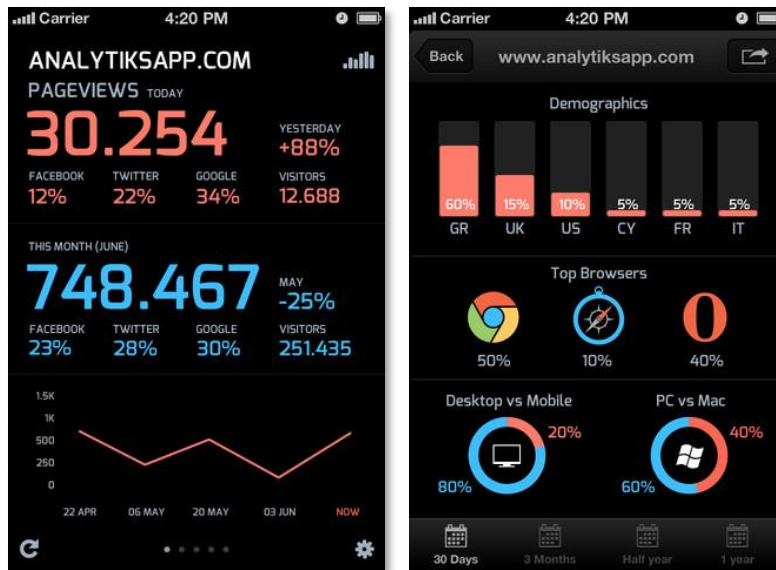 Carrier 4:20 PM
ANALYTIKSAPP.COM
PAGEVIEWS TODAY
30.254
YESTERDAY
+88%
FACEBOOK TWITTER GOOGLE VISITORS
12% 22% 34% 12.688
THIS MONTH (JUNE)
748.467
MAY
-25%
FACEBOOK TWITTER GOOGLE VISITORS
23% 28% 30% 251.435
1.5K
1K
500
250
0
22 APR 06 MAY 20 MAY 03 JUN NOW
Carrier 4:20 PM
Back www.analytiksapp.com
Demographics
60% 15% 10% 5% 5% 5%
GR UK US CY FR IT
Top Browsers
50% 10% 40%
Desktop vs Mobile PC vs Mac
20% 40%
80% 60%
30 Days 3 Months Half year 1 year